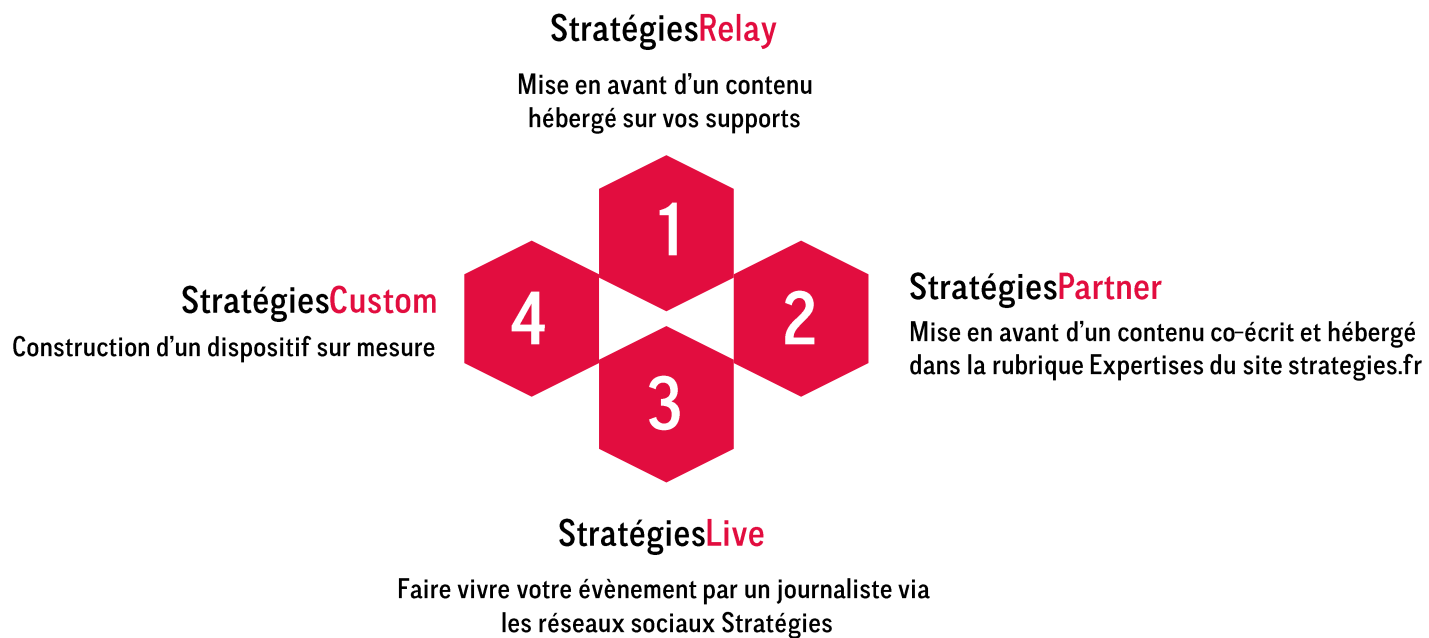 StratégiesRelay
Mise en avant d’un contenu
hébergé sur vos supports
1
StratégiesPartner
Mise en avant d’un contenu co-écrit et hébergé
dans la rubrique Expertises du site strategies.fr
2
3
StratégiesLive
Faire vivre votre évènement par un journaliste via
les réseaux sociaux Stratégies
4
StratégiesCustom
Construction d’un dispositif sur mesure